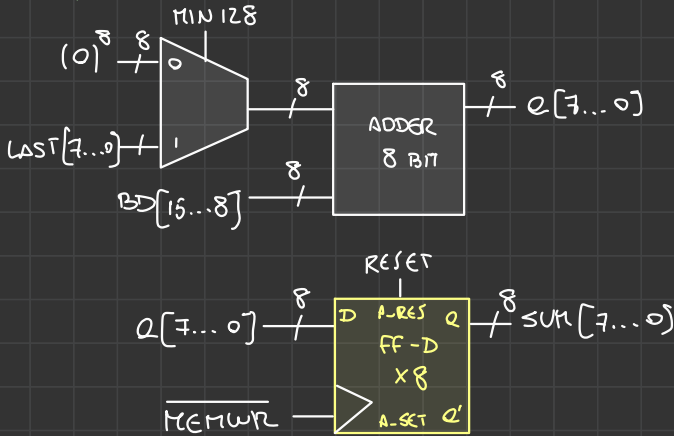 MIN 128
(0)⁸
8
0
8
8
Q[7...0]
ADDER
8 BIT
LAST[7...0]
1
BD[15...8]
8
RESET
Q[7...0]
8
D
A_RES
Q
8
SUM[7...0]
FF-D
x8
M̅E̅M̅W̅R̅
A_SET
Q'